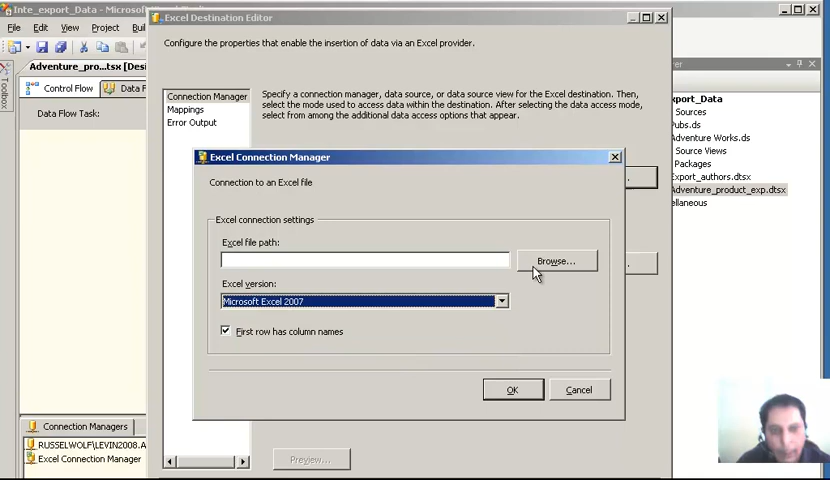 Inte_export_Data - Microsof
Excel Destination Editor
File Edit View Project Bui
Configure the properties that enable the insertion of data via an Excel provider.
Adventure_pro...tsx [Des
Toolbox
Control Flow
Data F
Data Flow Task:
Connection Manager
Mappings
Error Output
Specify a connection manager, data source, or data source view for the Excel destination. Then,
select the mode used to access data within the destination. After selecting the data access mode,
select from among the additional data access options that appear.
xport_Data
Sources
Pubs.ds
Adventure Works.ds
Source Views
Packages
Export_authors.dtsx
Adventure_product_exp.dtsx
ellaneous
Excel Connection Manager
Connection to an Excel file
Excel connection settings
Excel file path:
Browse...
Excel version:
Microsoft Excel 2007
First row has column names
OK
Cancel
Connection Managers
RUSSELWOLF\LEVIN2008.A
Excel Connection Manager
Preview...